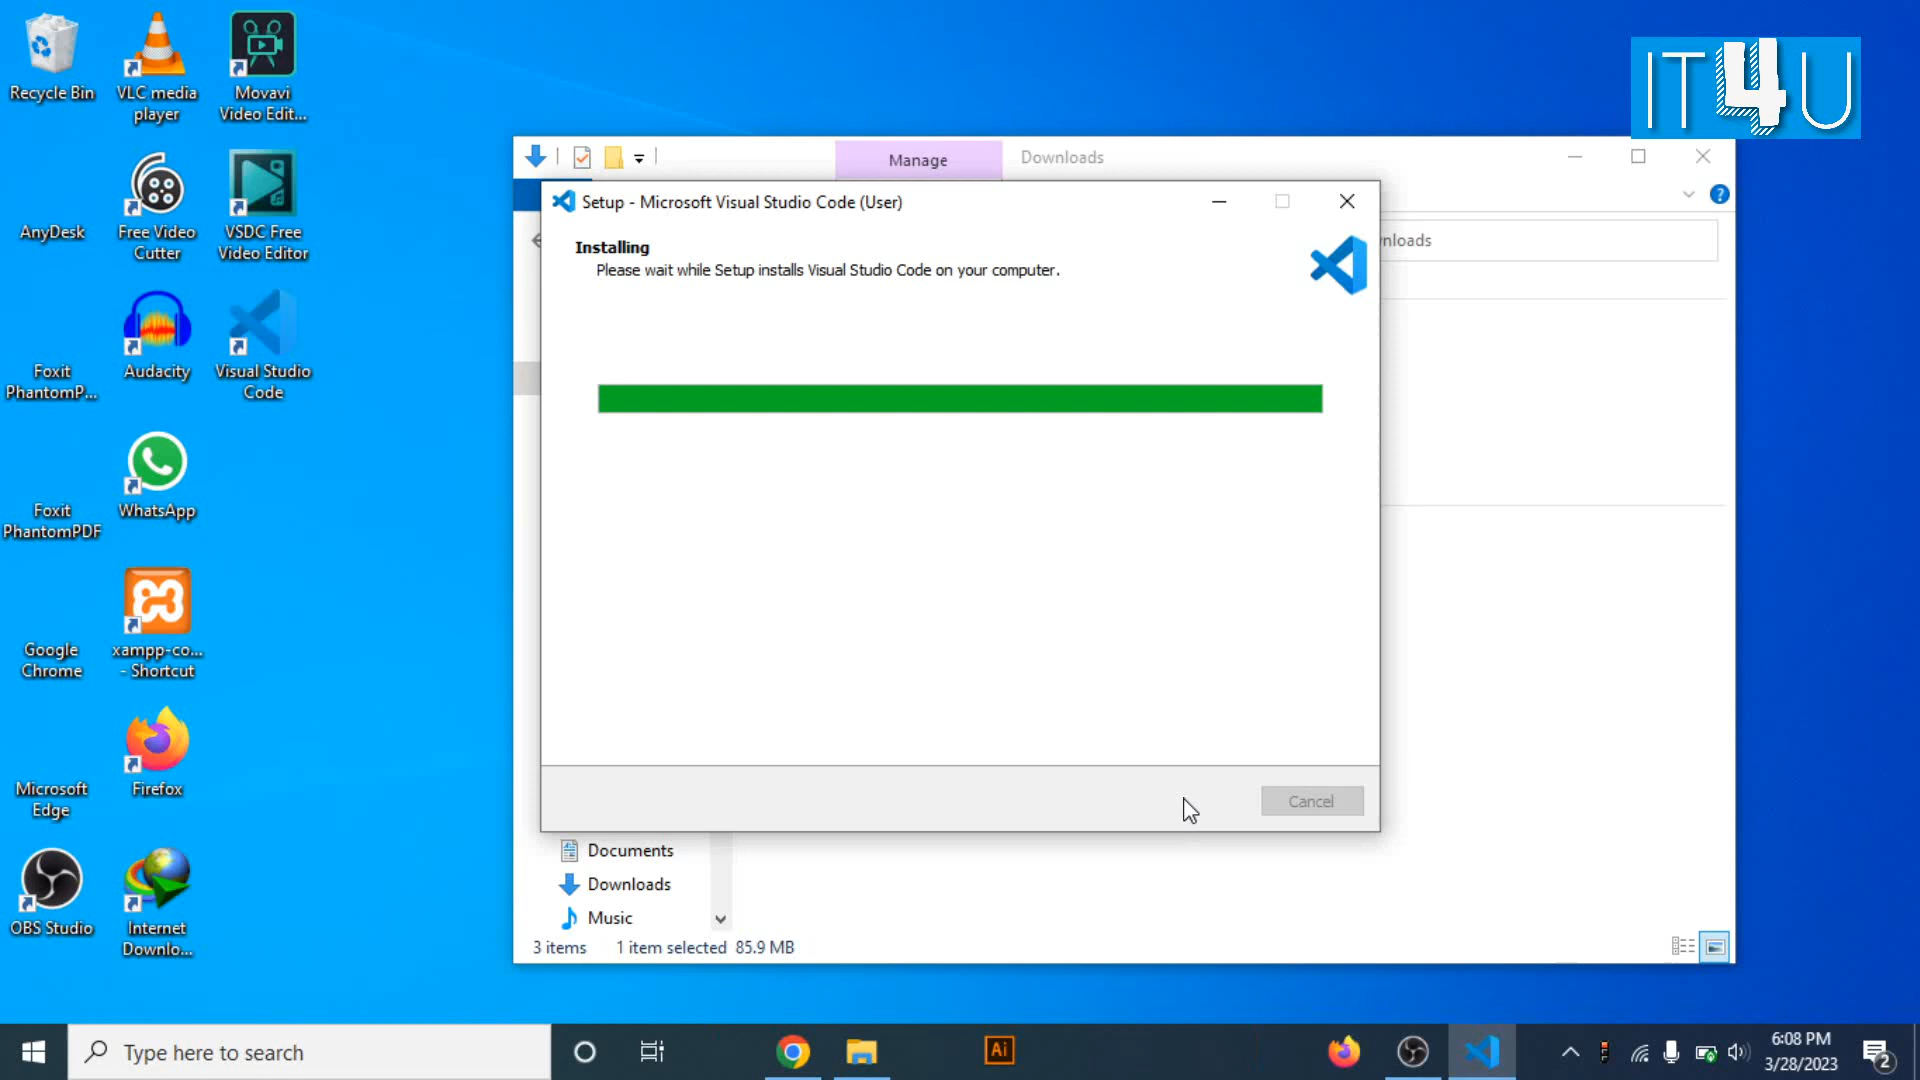 Recycle Bin
VLC media
player
Movavi
Video Edit...
AnyDesk
Free Video
Cutter
VSDC Free
Video Editor
Foxit
PhantomP...
Audacity
Visual Studio
Code
Foxit
PhantomPDF
WhatsApp
Google
Chrome
xampp-co...
- Shortcut
Microsoft
Edge
Firefox
OBS Studio
Internet
Downlo...
IT4U
Manage
Downloads
?
nloads
Setup - Microsoft Visual Studio Code (User)
Installing
Please wait while Setup installs Visual Studio Code on your computer.
Cancel
Documents
Downloads
Music
3 items 1 item selected 85.9 MB
Type here to search
Ai
6:08 PM
3/28/2023
2